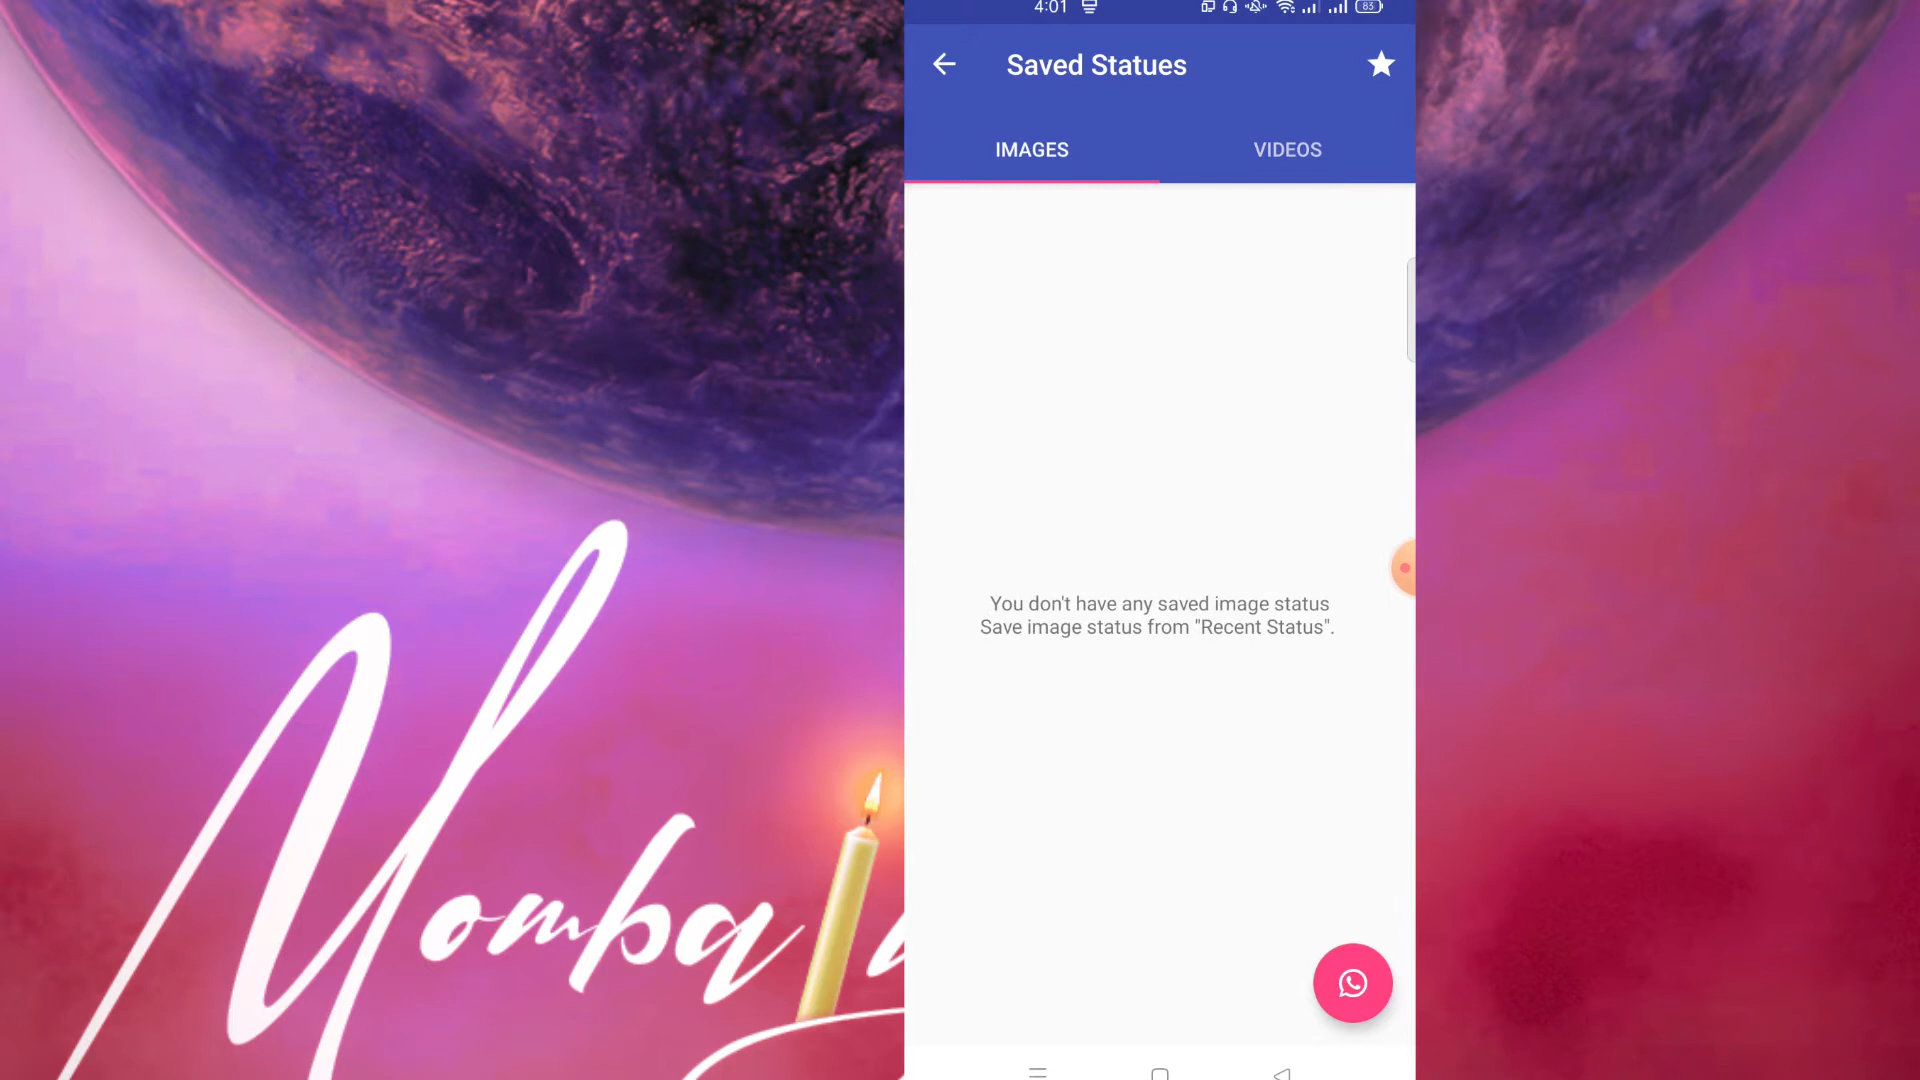 4:01
83
Saved Statues
IMAGES
VIDEOS
You don't have any saved image status
Save image status from "Recent Status".